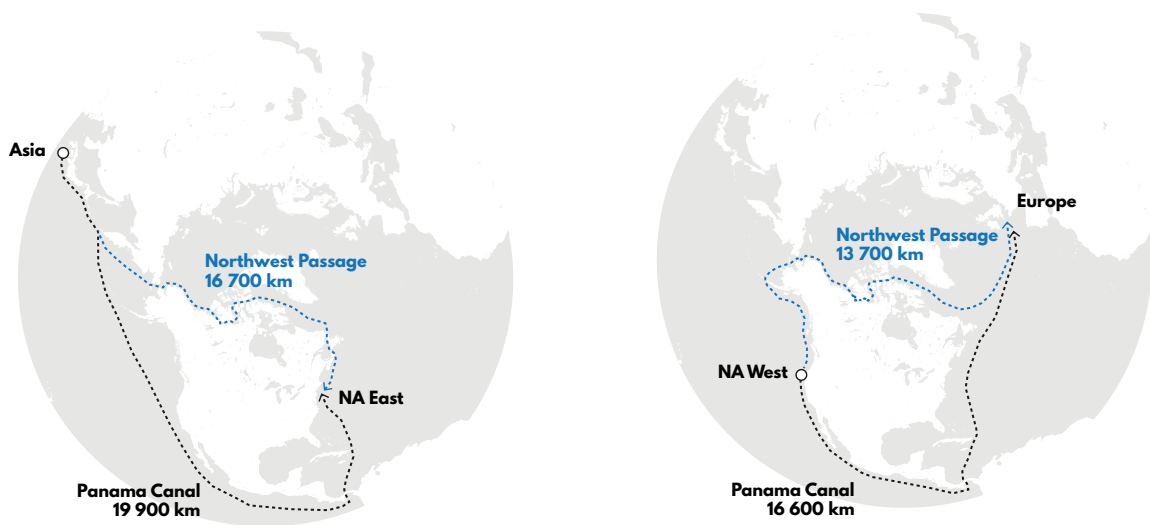 Asia
Northwest Passage
16 700 km
NA East
Panama Canal
19 900 km
Europe
Northwest Passage
13 700 km
NA West
Panama Canal
16 600 km